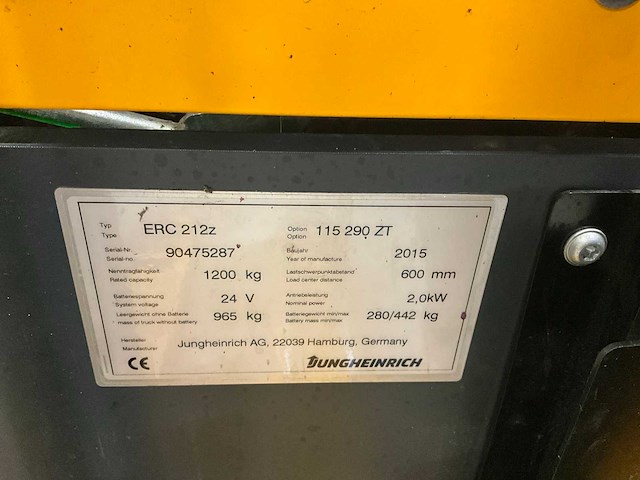 Typ Type ERC 212z Option Option 115 290 ZT
Serial-Nr. Serial-no. 90475287 Baujahr Year of manufacture 2015
Nenntragfähigkeit Rated capacity 1200 kg Lastschwerpunktabstand Load center distance 600 mm
Batteriespannung System voltage 24 V Antriebsleistung Nominal power 2,0kW
Leergewicht ohne Batterie mass of truck without battery 965 kg Batteriegewicht min/max Battery mass min/max 280/442 kg
Hersteller Manufacturer Jungheinrich AG, 22039 Hamburg, Germany
CE JUNGHEINRICH